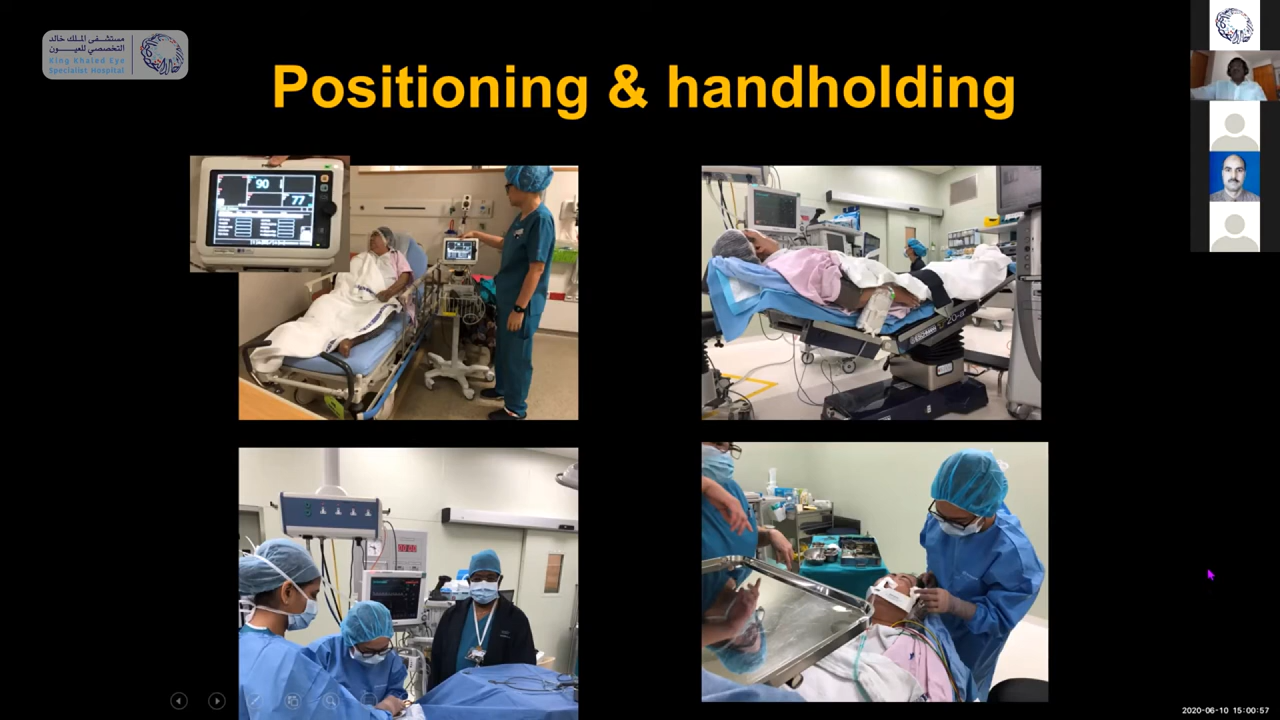 مستشفى الملك خالد
التخصصي للعيون
King Khaled Eye
Specialist Hospital
Positioning & handholding
90
77
2020-06-10 15:00:57